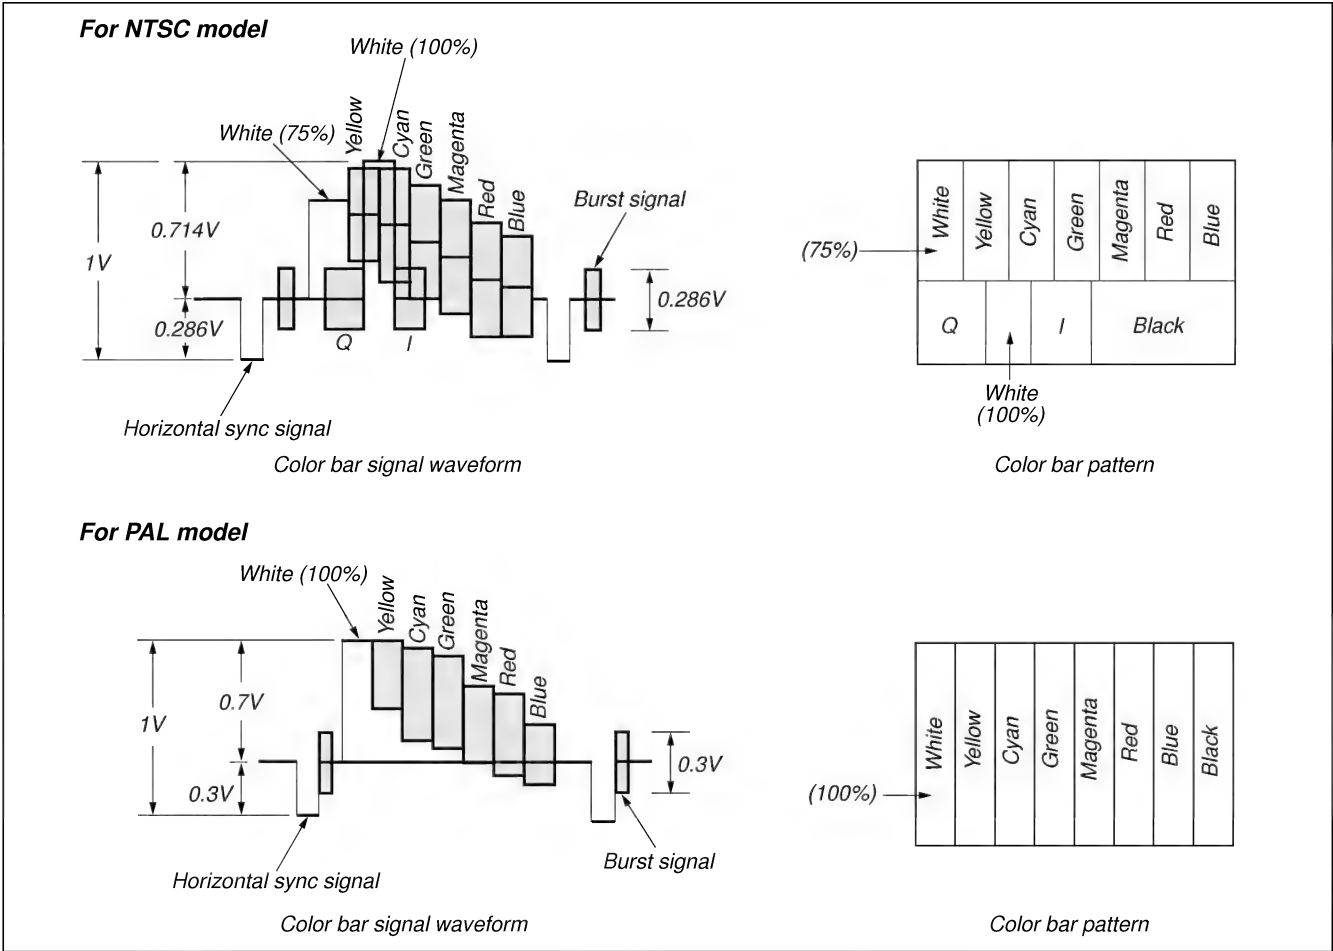 For NTSC model
White (100%)
White (75%)
Yellow
Cyan
Green
Magenta
Red
Blue
Burst signal
0.714V
1V
0.286V
0.286V
Q
I
Horizontal sync signal
Color bar signal waveform
White
Yellow
Cyan
Green
Magenta
Red
Blue
(75%)
Q
I
Black
White
(100%)
Color bar pattern
For PAL model
White (100%)
Yellow
Cyan
Green
Magenta
Red
Blue
0.7V
1V
0.3V
0.3V
Burst signal
Horizontal sync signal
Color bar signal waveform
White
Yellow
Cyan
Green
Magenta
Red
Blue
Black
(100%)
Color bar pattern